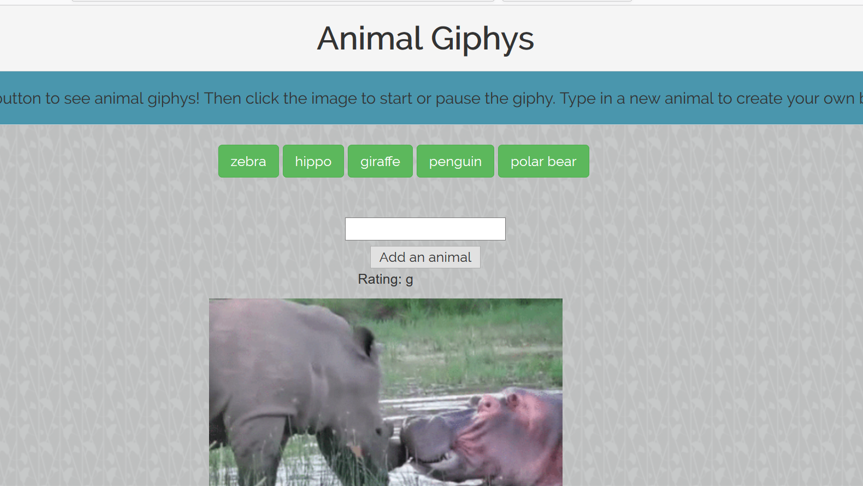 Animal Giphys
button to see animal giphys! Then click the image to start or pause the giphy. Type in a new animal to create your own
zebra hippo giraffe penguin polar bear
Add an animal
Rating: g